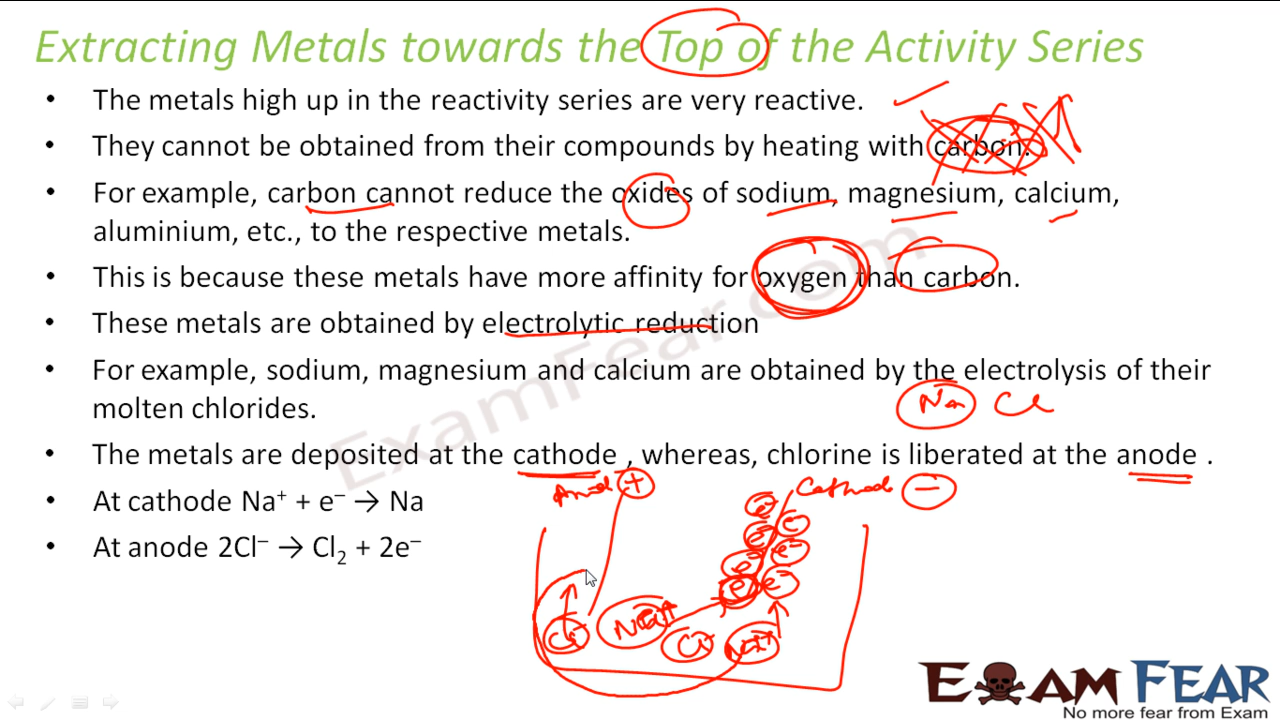 Extracting Metals towards the Top of the Activity Series
• The metals high up in the reactivity series are very reactive.
• They cannot be obtained from their compounds by heating with carbon.
• For example, carbon cannot reduce the oxides of sodium, magnesium, calcium,
aluminium, etc., to the respective metals.
• This is because these metals have more affinity for oxygen than carbon.
• These metals are obtained by electrolytic reduction
• For example, sodium, magnesium and calcium are obtained by the electrolysis of their
molten chlorides.
Na Cl
• The metals are deposited at the cathode , whereas, chlorine is liberated at the anode .
Anode + Cathode −
• At cathode Na⁺ + e⁻ → Na
• At anode 2Cl⁻ → Cl₂ + 2e⁻
e⁻
e⁻ e⁻
e⁻ e⁻
e⁻ e⁻
Cl⁻ Na⁺ Cl⁻ Na⁺
ExamFear.com
EXAM FEAR
No more fear from Exam